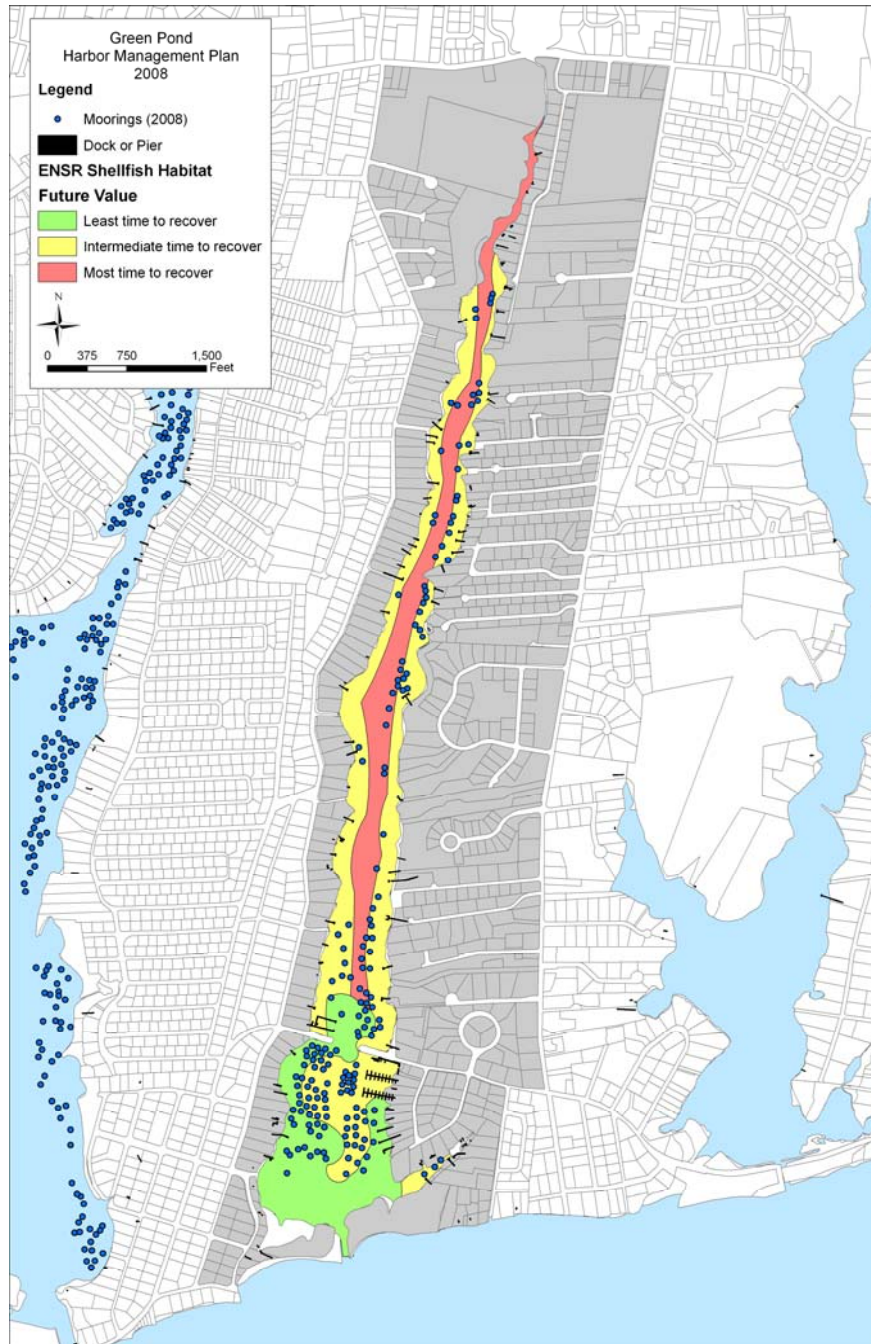 Green Pond
Harbor Management Plan
2008
Legend
Moorings (2008)
Dock or Pier
ENSR Shellfish Habitat
Future Value
Least time to recover
Intermediate time to recover
Most time to recover
N
0 375 750 1,500
Feet